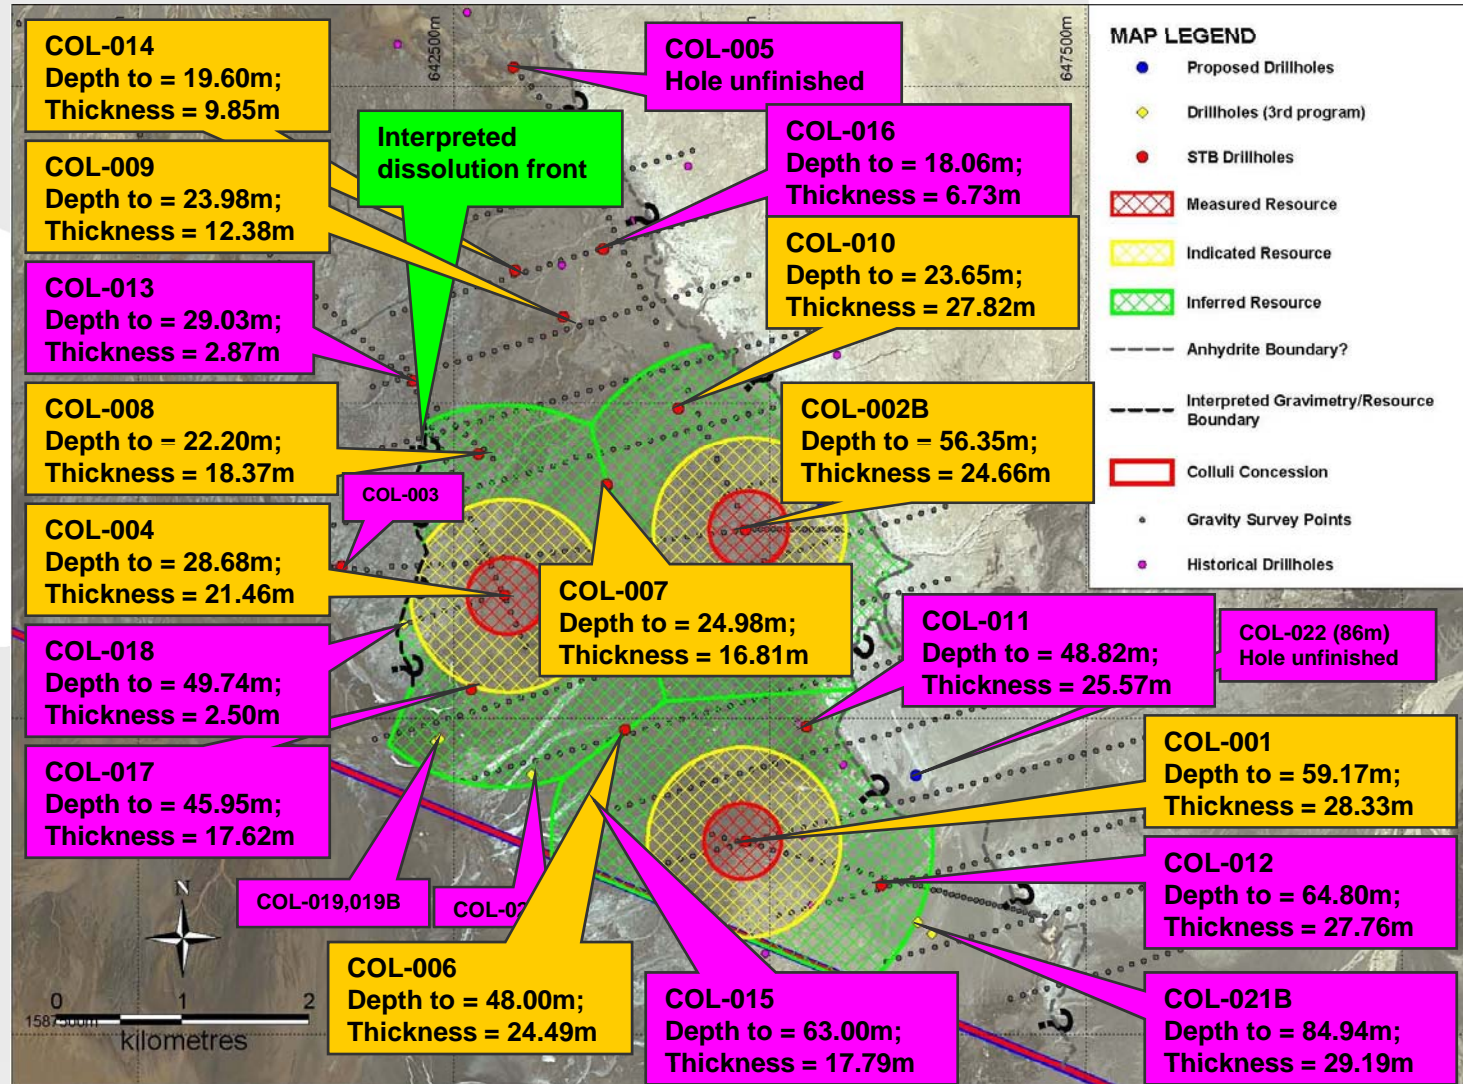 COL-014
Depth to = 19.60m;
Thickness = 9.85m
COL-009
Depth to = 23.98m;
Thickness = 12.38m
COL-013
Depth to = 29.03m;
Thickness = 2.87m
COL-008
Depth to = 22.20m;
Thickness = 18.37m
COL-003
COL-004
Depth to = 28.68m;
Thickness = 21.46m
COL-018
Depth to = 49.74m;
Thickness = 2.50m
COL-017
Depth to = 45.95m;
Thickness = 17.62m
COL-019,019B
N
0 1 2
1587500m
kilometres
642500m
Interpreted
dissolution front
COL-005
Hole unfinished
COL-016
Depth to = 18.06m;
Thickness = 6.73m
COL-010
Depth to = 23.65m;
Thickness = 27.82m
COL-002B
Depth to = 56.35m;
Thickness = 24.66m
COL-007
Depth to = 24.98m;
Thickness = 16.81m
COL-011
Depth to = 48.82m;
Thickness = 25.57m
COL-022 (86m)
Hole unfinished
COL-001
Depth to = 59.17m;
Thickness = 28.33m
COL-012
Depth to = 64.80m;
Thickness = 27.76m
COL-006
Depth to = 48.00m;
Thickness = 24.49m
COL-015
Depth to = 63.00m;
Thickness = 17.79m
COL-021B
Depth to = 84.94m;
Thickness = 29.19m
647500m
?
?
?
?
?
?
?
?
?
MAP LEGEND
Proposed Drillholes
Drillholes (3rd program)
STB Drillholes
Measured Resource
Indicated Resource
Inferred Resource
Anhydrite Boundary?
Interpreted Gravimetry/Resource
Boundary
Colluli Concession
Gravity Survey Points
Historical Drillholes